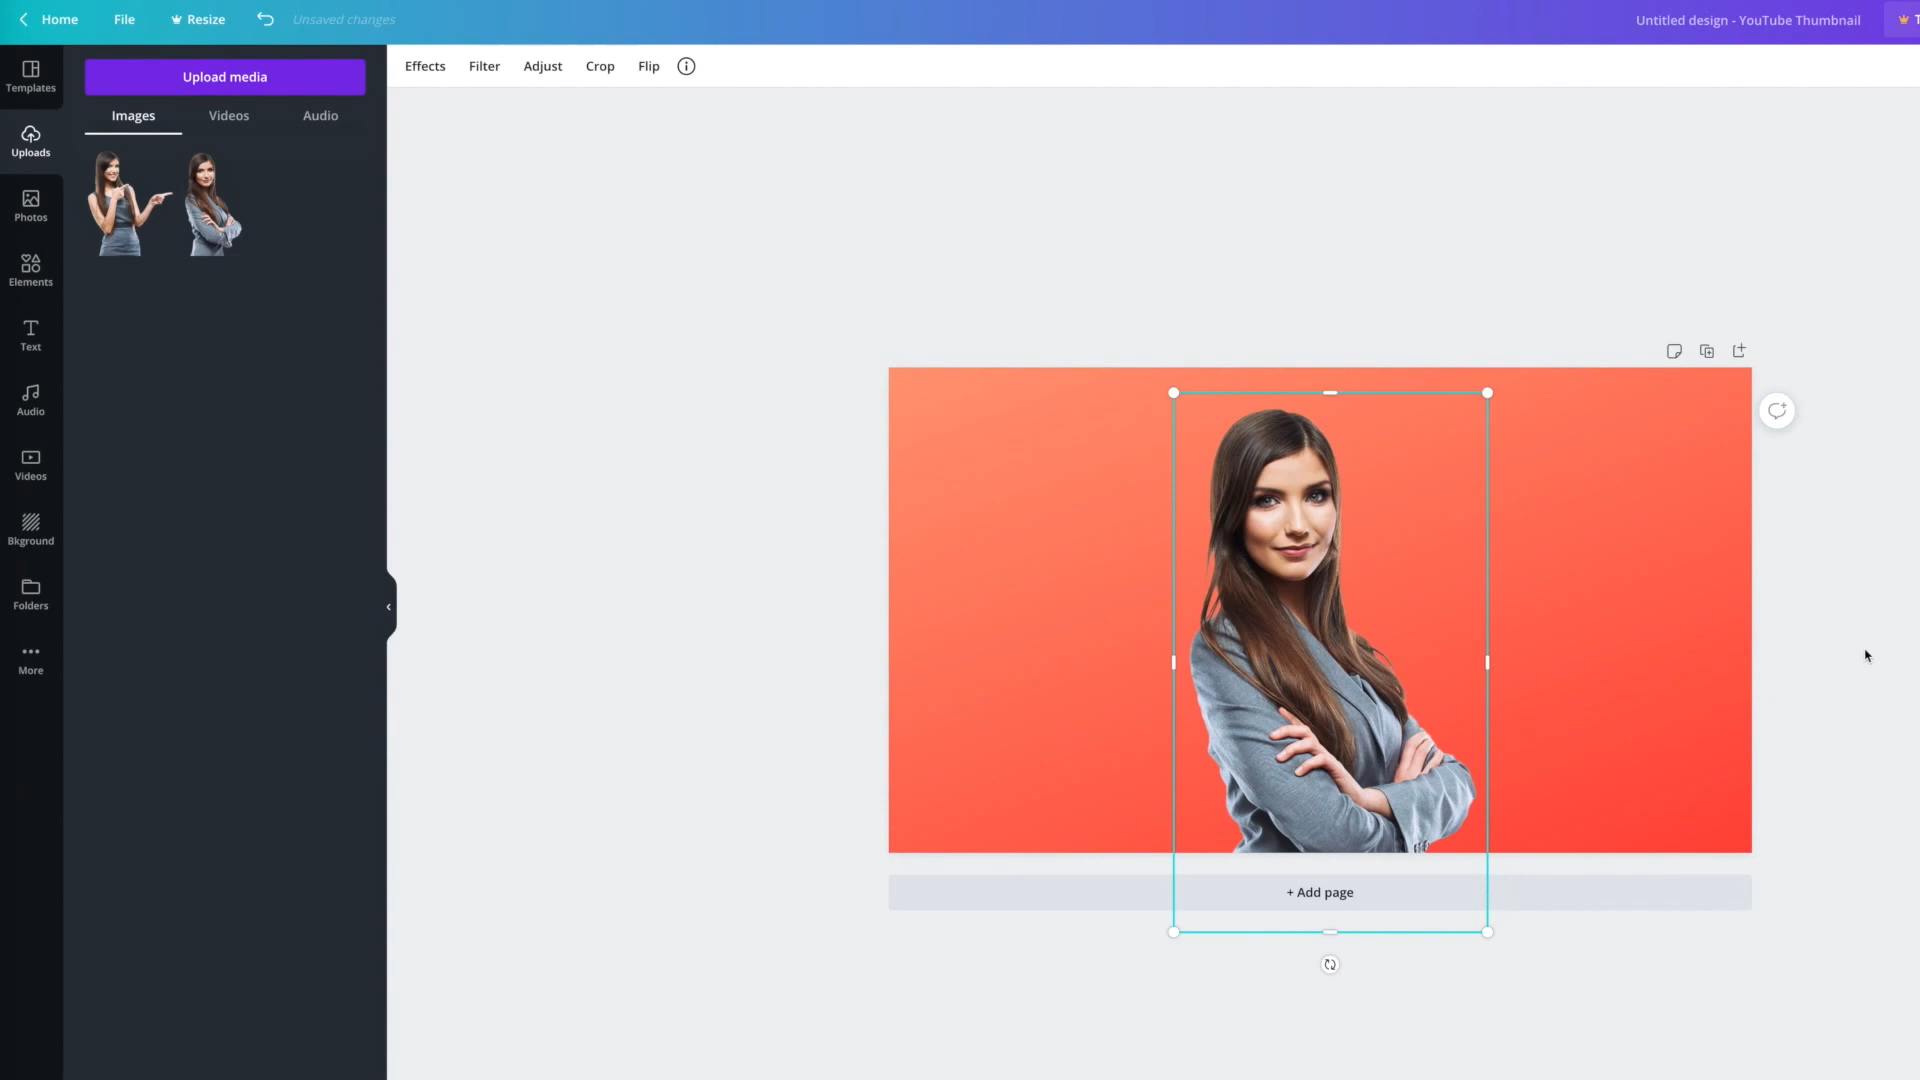 Home File Resize Unsaved changes Untitled design - YouTube Thumbnail
Effects Filter Adjust Crop Flip
Upload media
Images Videos Audio
Templates
Uploads
Photos
Elements
Text
Audio
Videos
Bkground
Folders
More
+ Add page